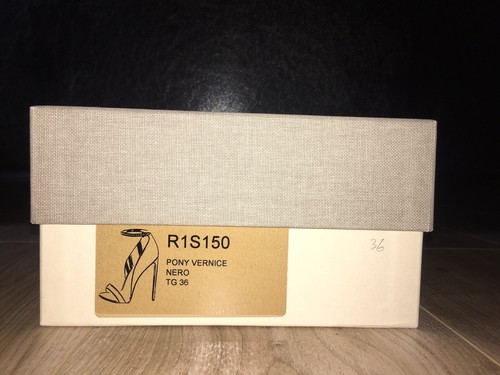 R1S150
PONY VERNICE
NERO
TG 36
36